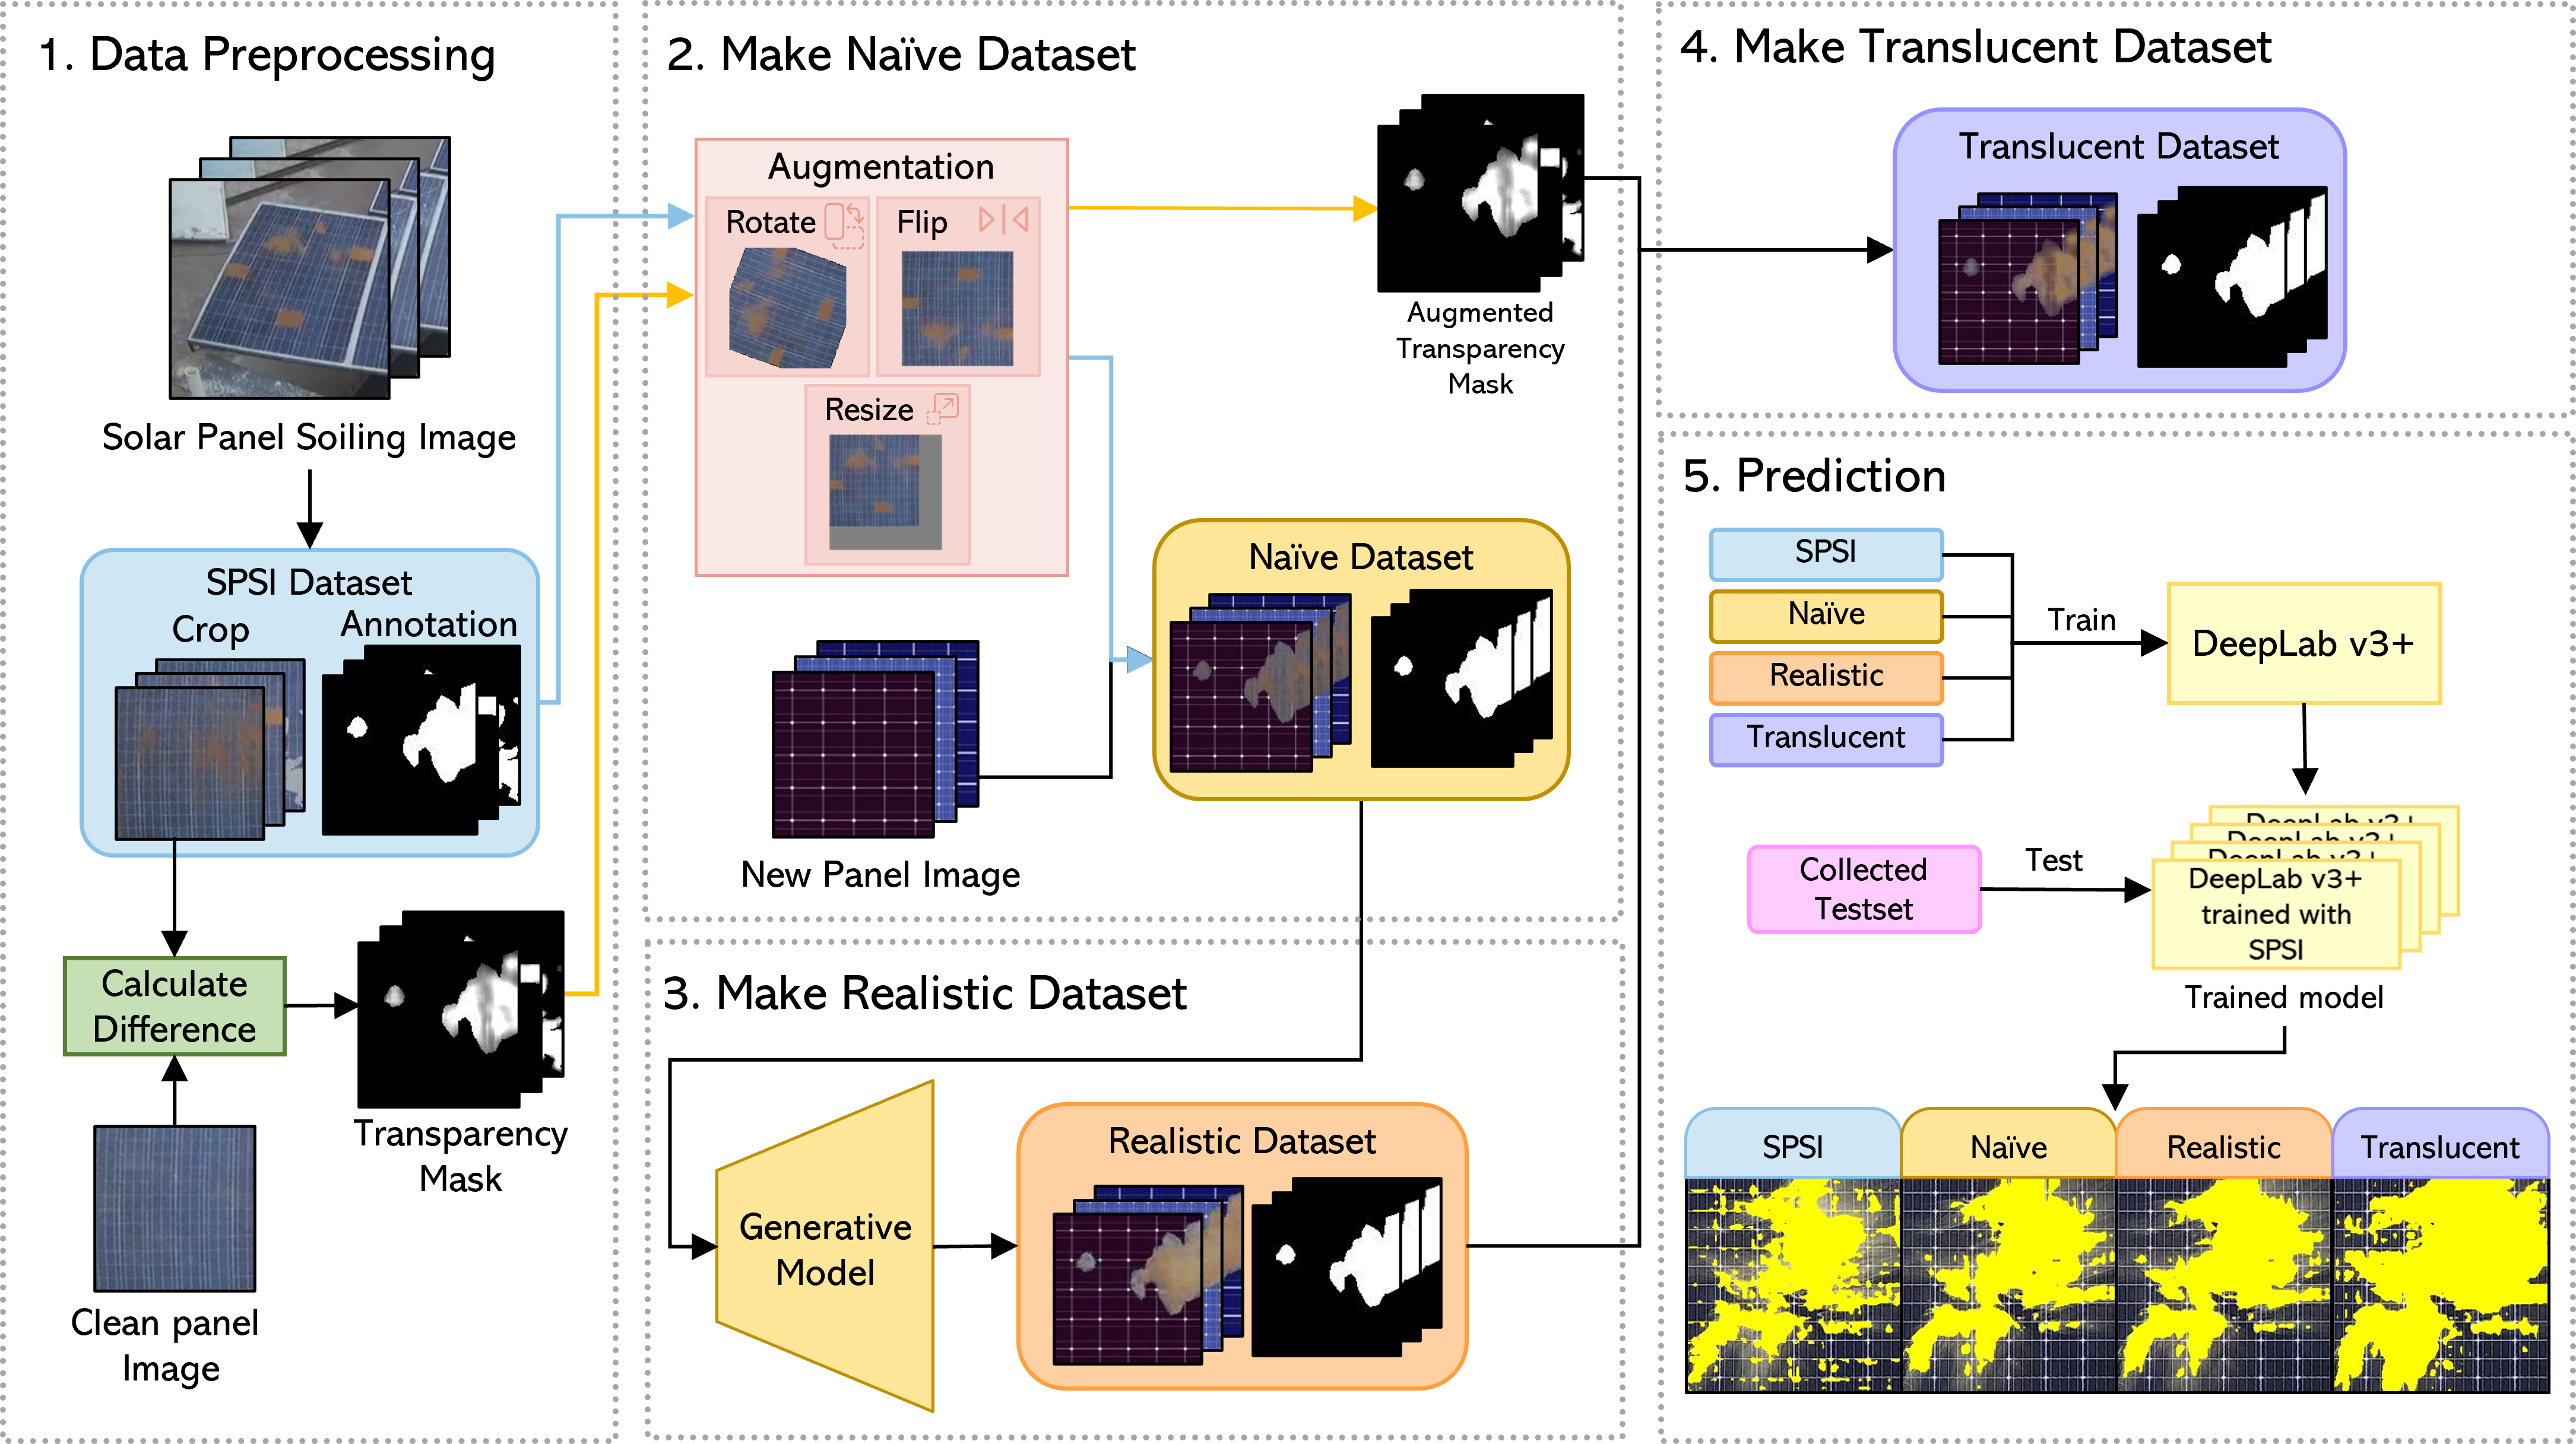 1. Data Preprocessing
Solar Panel Soiling Image
SPSI Dataset
Crop
Annotation
Calculate
Difference
Transparency
Mask
Clean panel
Image
2. Make Naïve Dataset
Augmentation
Rotate
Flip
Resize
Augmented
Transparency
Mask
Naïve Dataset
New Panel Image
3. Make Realistic Dataset
Generative
Model
Realistic Dataset
4. Make Translucent Dataset
Translucent Dataset
5. Prediction
SPSI
Naïve
Realistic
Translucent
Train
DeepLab v3+
Collected
Testset
Test
DeepLab v3+
DeepLab v3+
DeepLab v3+
DeepLab v3+
trained with
SPSI
Trained model
SPSI
Naïve
Realistic
Translucent